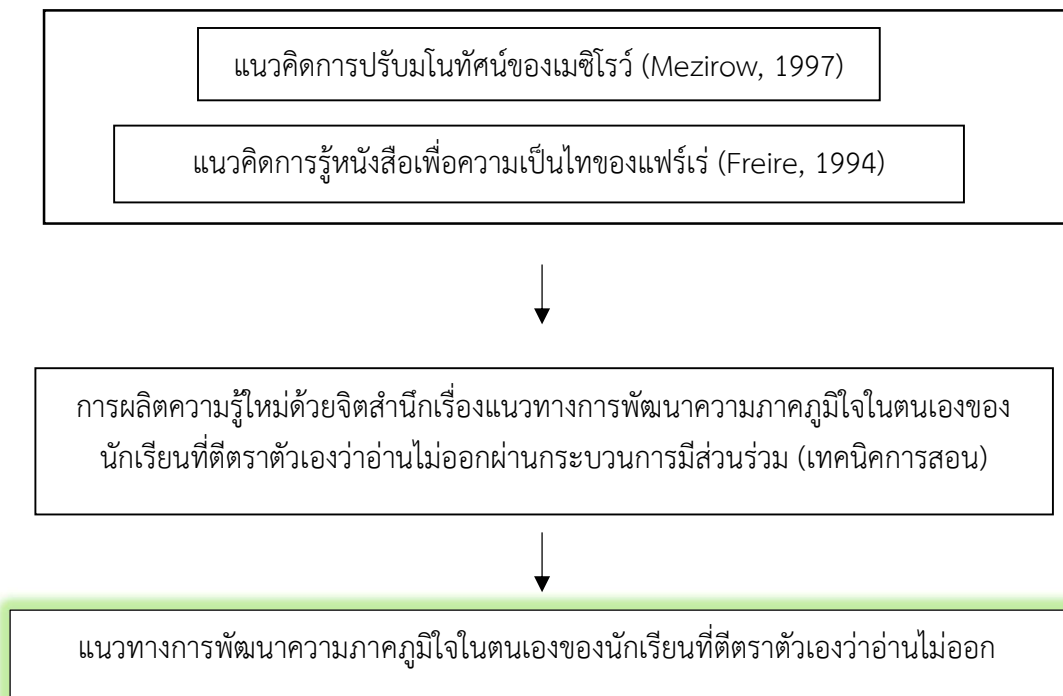 แนวคิดการปรับมโนทัศน์ของเมซิโรว์ (Mezirow, 1997)
แนวคิดการรู้หนังสือเพื่อความเป็นไทของแฟร์เร่ (Freire, 1994)
การผลิตความรู้ใหม่ด้วยจิตสำนึกเรื่องแนวทางการพัฒนาความภาคภูมิใจในตนเองของ
นักเรียนที่ตีตราตัวเองว่าอ่านไม่ออกผ่านกระบวนการมีส่วนร่วม (เทคนิคการสอน)
แนวทางการพัฒนาความภาคภูมิใจในตนเองของนักเรียนที่ตีตราตัวเองว่าอ่านไม่ออก